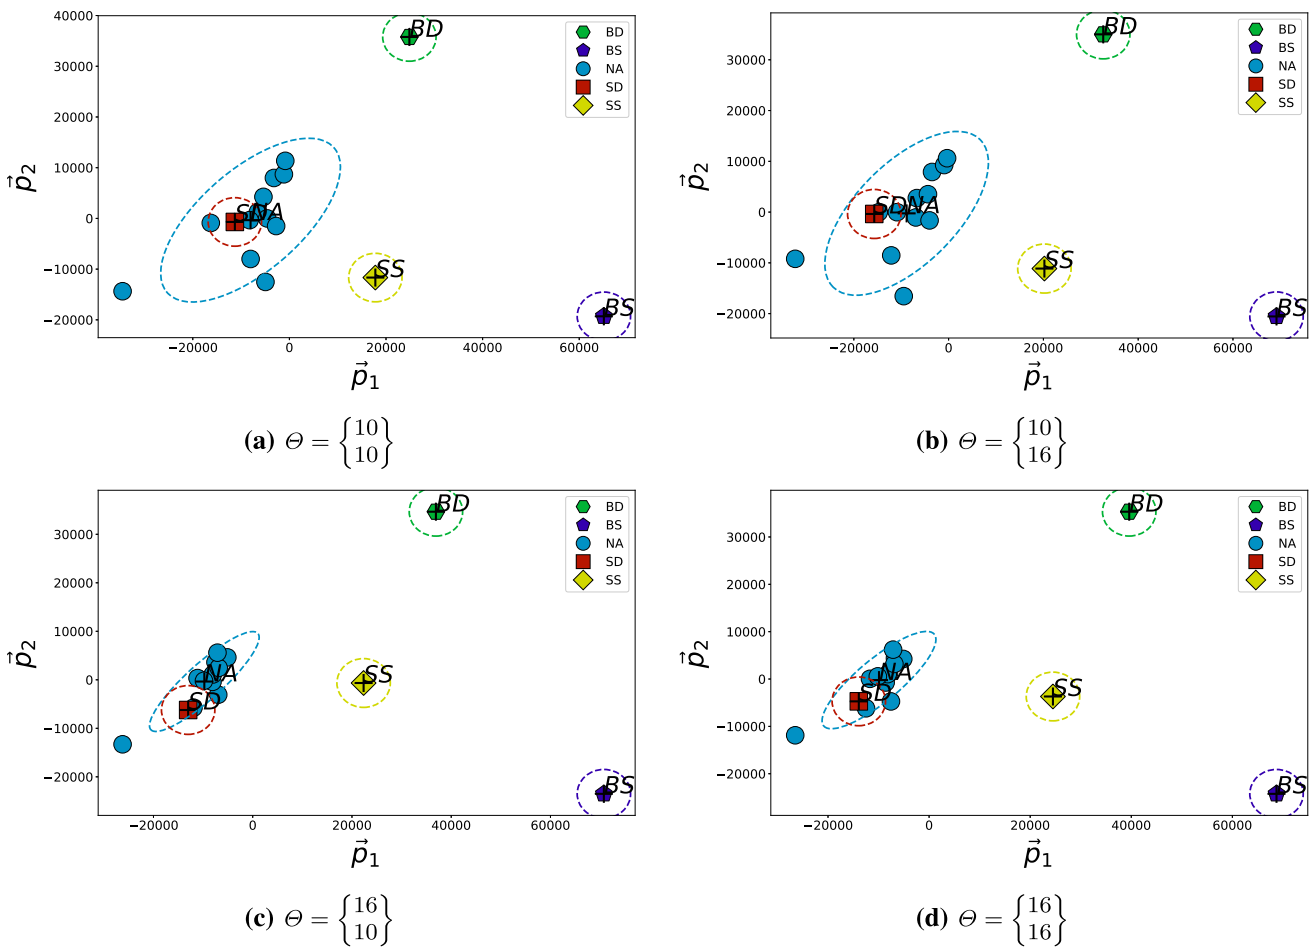 40000
30000
20000
10000
0
−10000
−20000
p⃗2
−20000 0 20000 40000 60000
p⃗1
BD
SD
NA
SS
BS
BD
BS
NA
SD
SS
(a) Θ = {10 10}
30000
20000
10000
0
−10000
−20000
p⃗2
−20000 0 20000 40000 60000
p⃗1
BD
SD
NA
SS
BS
BD
BS
NA
SD
SS
(b) Θ = {10 16}
30000
20000
10000
0
−10000
−20000
p⃗2
−20000 0 20000 40000 60000
p⃗1
BD
NA
SD
SS
BS
BD
BS
NA
SD
SS
(c) Θ = {16 10}
30000
20000
10000
0
−10000
−20000
p⃗2
−20000 0 20000 40000 60000
p⃗1
BD
NA
SD
SS
BS
BD
BS
NA
SD
SS
(d) Θ = {16 16}